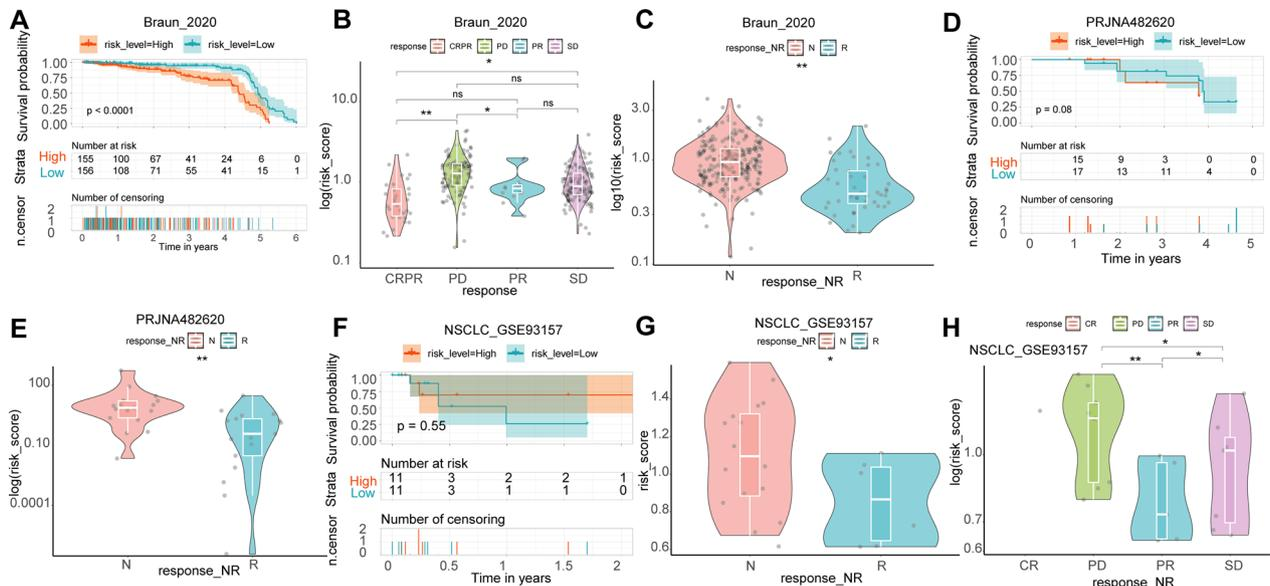 A
Braun_2020
risk_level=High risk_level=Low
Survival probability
1.00
0.75
0.50
0.25
0.00
p < 0.0001
Number at risk
Strata
High 155 100 67 41 24 6 0
Low 156 108 71 55 41 15 1
Number of censoring
n.censor
2
1
0
0 1 2 3 4 5 6
Time in years
B
Braun_2020
response CRPR PD PR SD
*
ns
ns ns
** *
log(risk_score)
10.0
1.0
0.1
CRPR PD PR SD
response
C
Braun_2020
response_NR N R
**
log10(risk_score)
3.0
1.0
0.3
0.1
N R
response_NR
D
PRJNA482620
risk_level=High risk_level=Low
Survival probability
1.00
0.75
0.50
0.25
0.00
p = 0.08
Number at risk
Strata
High 15 9 3 0 0
Low 17 13 11 4 0
Number of censoring
n.censor
2
1
0
0 1 2 3 4 5
Time in years
E
PRJNA482620
response_NR N R
**
log(risk_score)
100
0.10
0.0001
N R
response_NR
F
NSCLC_GSE93157
risk_level=High risk_level=Low
Survival probability
1.00
0.75
0.50
0.25
0.00
p = 0.55
Number at risk
Strata
High 11 3 2 2 1
Low 11 3 1 1 0
Number of censoring
n.censor
2
1
0
0 0.5 1 1.5 2
Time in years
G
NSCLC_GSE93157
response_NR N R
*
risk_score)
1.4
1.2
1.0
0.8
0.6
N R
response_NR
H
response CR PD PR SD
NSCLC_GSE93157
*
** *
log(risk_score)
1.0
0.7
0.6
CR PD PR SD
response_NR